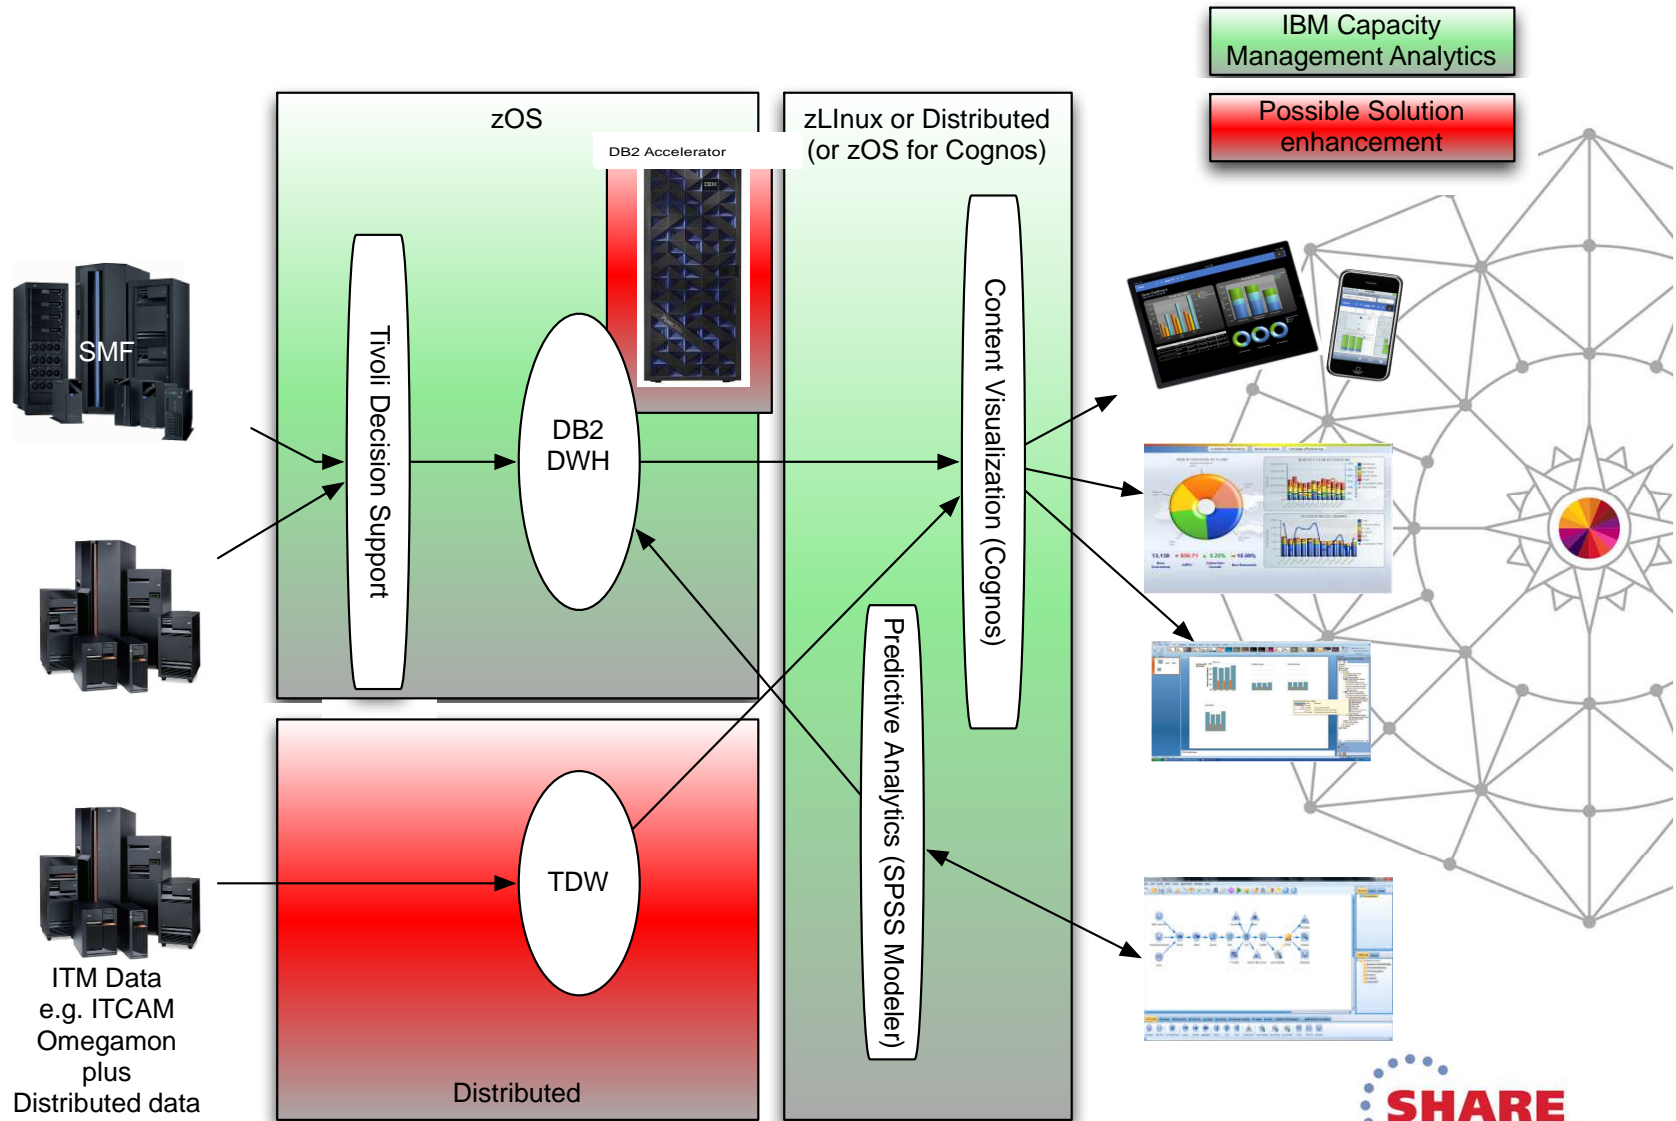 IBM Capacity
Management Analytics
Possible Solution
enhancement
zOS
DB2 Accelerator
zLInux or Distributed
(or zOS for Cognos)
IBM
SMF
Tivoli Decision Support
DB2
DWH
Content Visualization (Cognos)
Predictive Analytics (SPSS Modeler)
TDW
Distributed
ITM Data
e.g. ITCAM
Omegamon
plus
Distributed data
SHARE